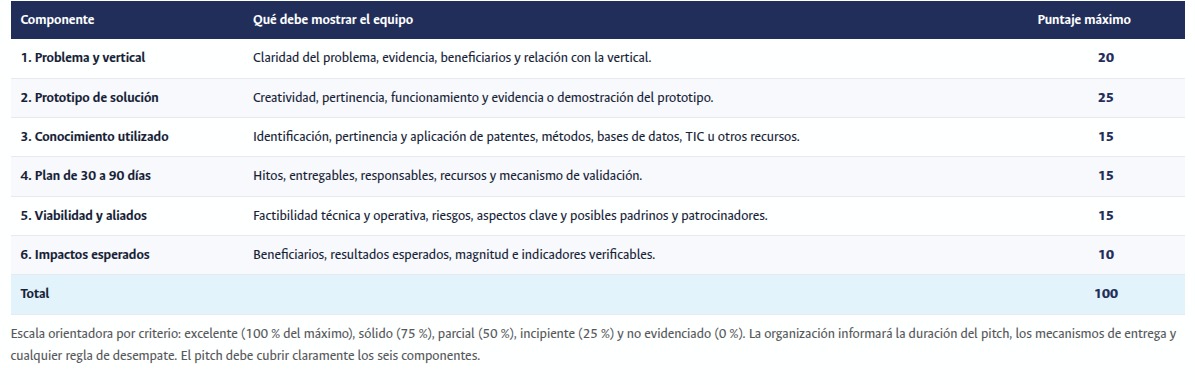 Componente Qué debe mostrar el equipo Puntaje máximo
1. Problema y vertical Claridad del problema, evidencia, beneficiarios y relación con la vertical. 20
2. Prototipo de solución Creatividad, pertinencia, funcionamiento y evidencia o demostración del prototipo. 25
3. Conocimiento utilizado Identificación, pertinencia y aplicación de patentes, métodos, bases de datos, TIC u otros recursos. 15
4. Plan de 30 a 90 días Hitos, entregables, responsables, recursos y mecanismo de validación. 15
5. Viabilidad y aliados Factibilidad técnica y operativa, riesgos, aspectos clave y posibles padrinos y patrocinadores. 15
6. Impactos esperados Beneficiarios, resultados esperados, magnitud e indicadores verificables. 10
Total 100
Escala orientadora por criterio: excelente (100 % del máximo), sólido (75 %), parcial (50 %), incipiente (25 %) y no evidenciado (0 %). La organización informará la duración del pitch, los mecanismos de entrega y
cualquier regla de desempate. El pitch debe cubrir claramente los seis componentes.